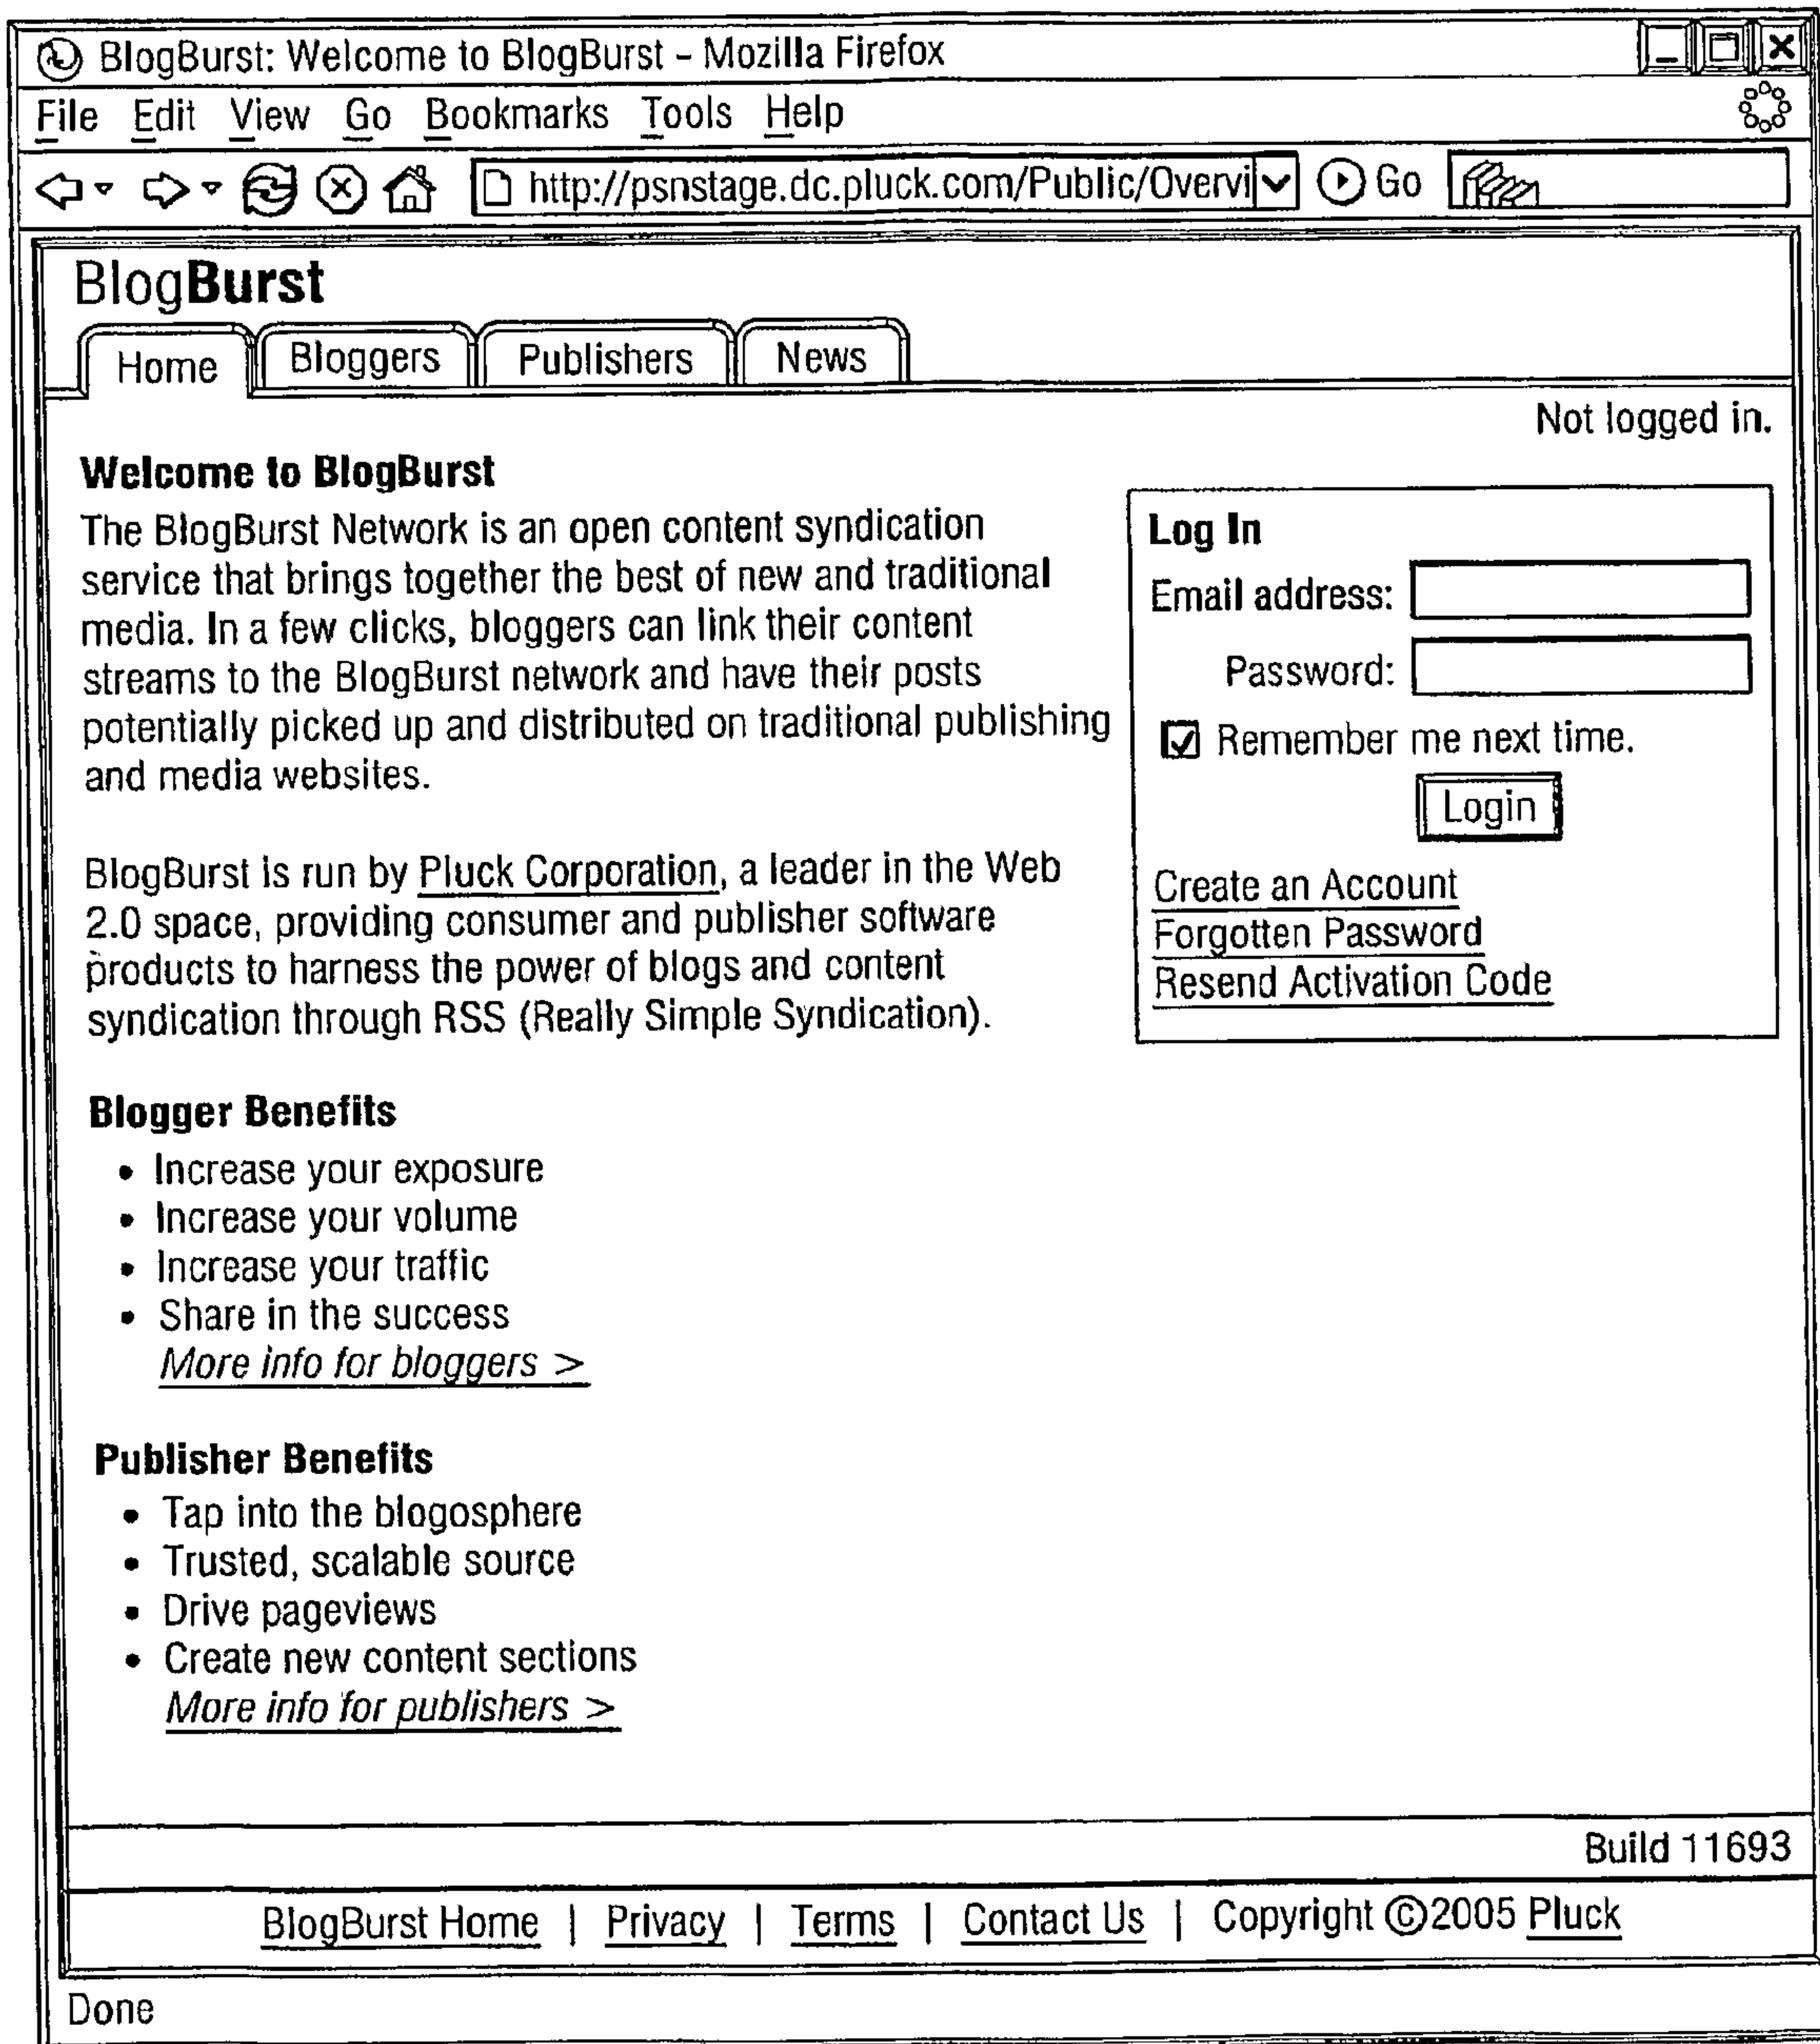 BlogBurst: Welcome to BlogBurst - Mozilla Firefox
File Edit View Go Bookmarks Tools Help
http://psnstage.dc.pluck.com/Public/Overvi Go
BlogBurst
Home Bloggers Publishers News
Not logged in.
Welcome to BlogBurst
The BlogBurst Network is an open content syndication
service that brings together the best of new and traditional
media. In a few clicks, bloggers can link their content
streams to the BlogBurst network and have their posts
potentially picked up and distributed on traditional publishing
and media websites.
BlogBurst is run by Pluck Corporation, a leader in the Web
2.0 space, providing consumer and publisher software
products to harness the power of blogs and content
syndication through RSS (Really Simple Syndication).
Log In
Email address:
Password:
Remember me next time.
Login
Create an Account
Forgotten Password
Resend Activation Code
Blogger Benefits
• Increase your exposure
• Increase your volume
• Increase your traffic
• Share in the success
More info for bloggers >
Publisher Benefits
• Tap into the blogosphere
• Trusted, scalable source
• Drive pageviews
• Create new content sections
More info for publishers >
Build 11693
BlogBurst Home | Privacy | Terms | Contact Us | Copyright ©2005 Pluck
Done